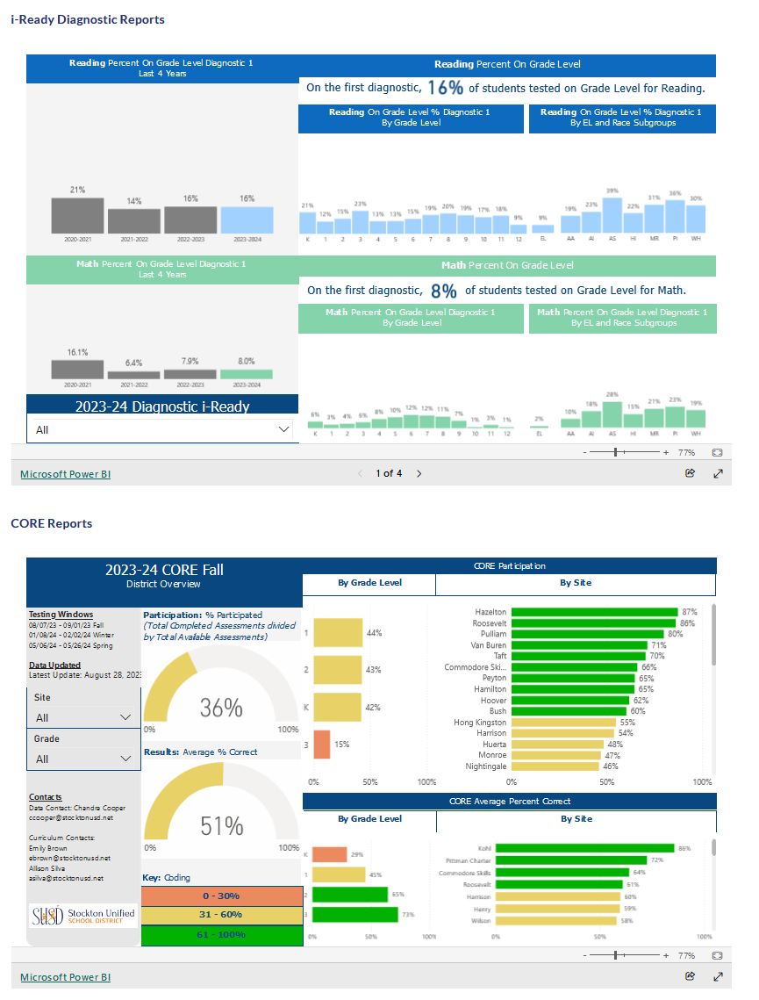 i-Ready Diagnostic Reports
Reading Percent On Grade Level Diagnostic 1
Last 4 Years
21%
14%
16%
16%
2020-2021
2021-2022
2022-2023
2023-2024
Reading Percent On Grade Level
On the first diagnostic, 16% of students tested on Grade Level for Reading.
Reading On Grade Level % Diagnostic 1
By Grade Level
21%
12%
15%
23%
13%
13%
15%
19%
20%
19%
17%
18%
9%
K 1 2 3 4 5 6 7 8 9 10 11 12
Reading On Grade Level % Diagnostic 1
By EL and Race Subgroups
9%
19%
23%
39%
22%
31%
36%
30%
EL AA AI AS HI MR PI WH
Math Percent On Grade Level Diagnostic 1
Last 4 Years
16.1%
6.4%
7.9%
8.0%
2020-2021
2021-2022
2022-2023
2023-2024
2023-24 Diagnostic i-Ready
All
Math Percent On Grade Level
On the first diagnostic, 8% of students tested on Grade Level for Math.
Math Percent On Grade Level Diagnostic 1
By Grade Level
6% 3% 4% 6% 8% 10% 12% 12% 11% 7% 1% 3% 1%
K 1 2 3 4 5 6 7 8 9 10 11 12
Math Percent On Grade Level Diagnostic 1
By EL and Race Subgroups
2%
10%
18%
28%
15%
21%
23%
19%
EL AA AI AS HI MR PI WH
- + 77%
Microsoft Power BI
1 of 4
CORE Reports
2023-24 CORE Fall
District Overview
Testing Windows
08/07/23 - 09/01/23 Fall
01/08/24 - 02/02/24 Winter
05/06/24 - 05/26/24 Spring
Data Updated
Latest Update: August 28, 2023
Site
All
Grade
All
Contacts
Data Contact: Chandra Cooper
ccooper@stocktonusd.net
Curriculum Contacts:
Emily Brown
ebrown@stocktonusd.net
Allison Silva
asilva@stocktonusd.net
SUSD Stockton Unified
SCHOOL DISTRICT
Participation: % Participated
(Total Completed Assessments divided
by Total Available Assessments)
36%
0% 100%
Results: Average % Correct
51%
0% 100%
Key: Coding
0 - 30%
31 - 60%
61 - 100%
CORE Participation
By Grade Level
1 44%
2 43%
K 42%
3 15%
0% 50% 100%
By Site
Hazelton 87%
Roosevelt 86%
Pulliam 80%
Van Buren 71%
Taft 70%
Commodore Ski... 66%
Peyton 65%
Hamilton 65%
Hoover 62%
Bush 60%
Hong Kingston 55%
Harrison 54%
Huerta 48%
Monroe 47%
Nightingale 46%
0% 50% 100%
CORE Average Percent Correct
By Grade Level
K 29%
1 45%
2 65%
3 73%
0% 50% 100%
By Site
Kohl 86%
Pittman Charter 72%
Commodore Skills 64%
Roosevelt 61%
Harrison 60%
Henry 59%
Wilson 58%
0% 50% 100%
- + 77%
Microsoft Power BI